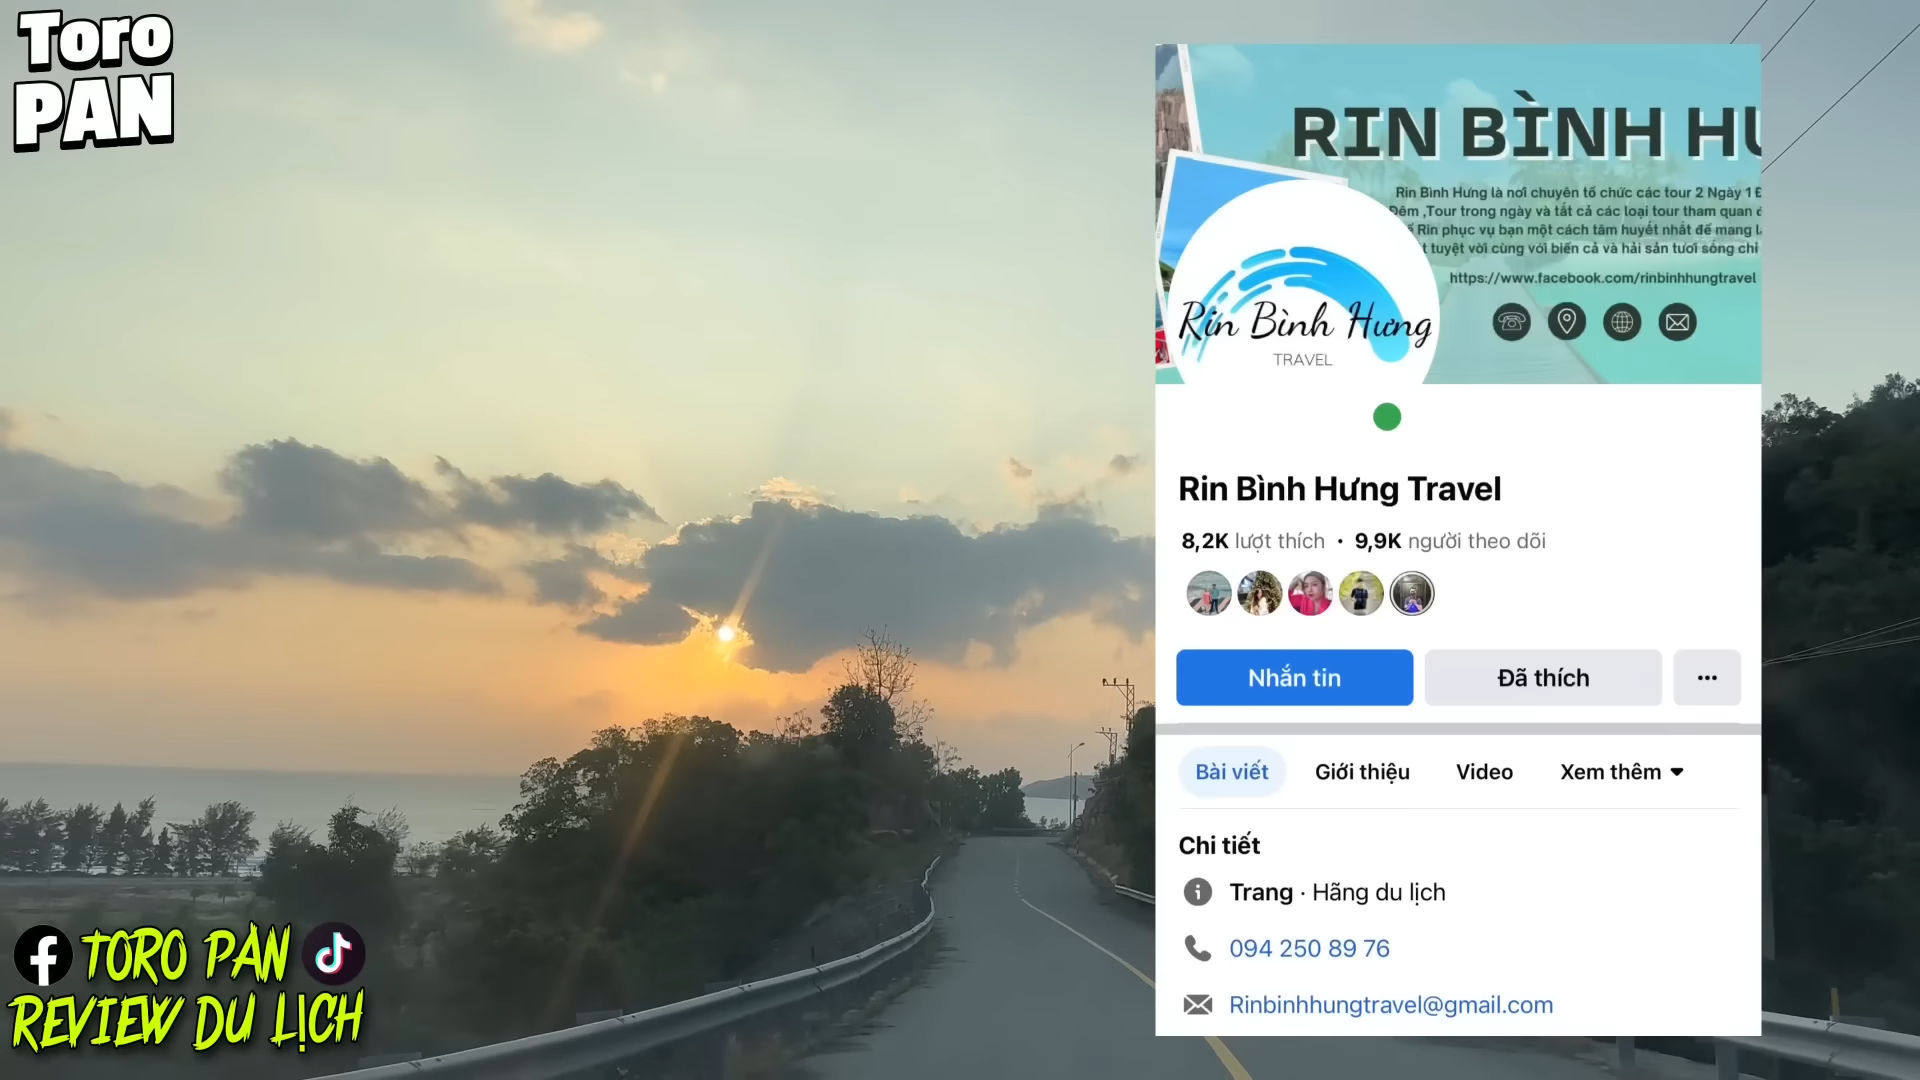 Toro
PAN
RIN BÌNH
Rin Bình Hưng là nơi chuyên tổ chức các tour 2 Ngày 1
Đêm ,Tour trong ngày và tất cả các loại tour tham quan
Rin phục vụ bạn một cách tâm huyết nhất để mang
tuyệt vời cùng với biển cả và hải sản tươi sống chỉ
https://www.facebook.com/rinbinhhungtravel
Rin Bình Hưng
TRAVEL
Rin Bình Hưng Travel
8,2K lượt thích · 9,9K người theo dõi
Nhắn tin
Đã thích
Bài viết
Giới thiệu
Video
Xem thêm
Chi tiết
Trang · Hãng du lịch
094 250 89 76
Rinbinhhungtravel@gmail.com
TORO PAN
REVIEW DU LỊCH